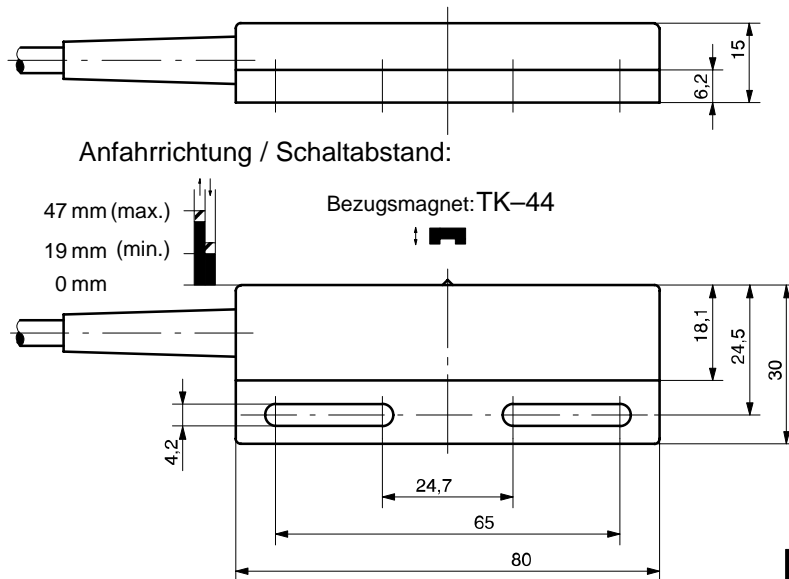 15
6,2
Anfahrrichtung / Schaltabstand:
47 mm (max.)
Bezugsmagnet: TK–44
19 mm (min.)
0 mm
18,1
24,5
30
4,2
24,7
65
80